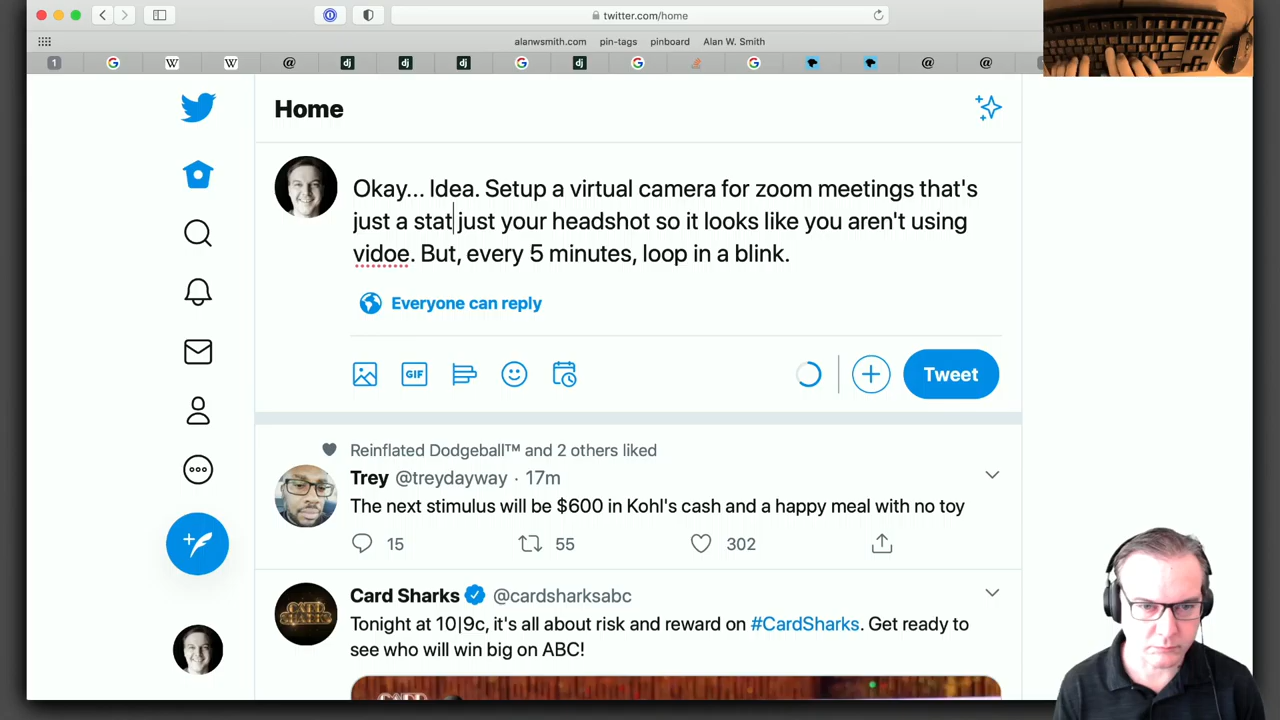 twitter.com/home
alanwsmith.com pin-tags pinboard Alan W. Smith
1
Home
Okay... Idea. Setup a virtual camera for zoom meetings that's
just a stat just your headshot so it looks like you aren't using
vidoe. But, every 5 minutes, loop in a blink.
Everyone can reply
GIF
Tweet
Reinflated Dodgeball™ and 2 others liked
Trey @treydayway · 17m
The next stimulus will be $600 in Kohl's cash and a happy meal with no toy
15 55 302
Card Sharks @cardsharksabc
Tonight at 10|9c, it's all about risk and reward on #CardSharks. Get ready to
see who will win big on ABC!